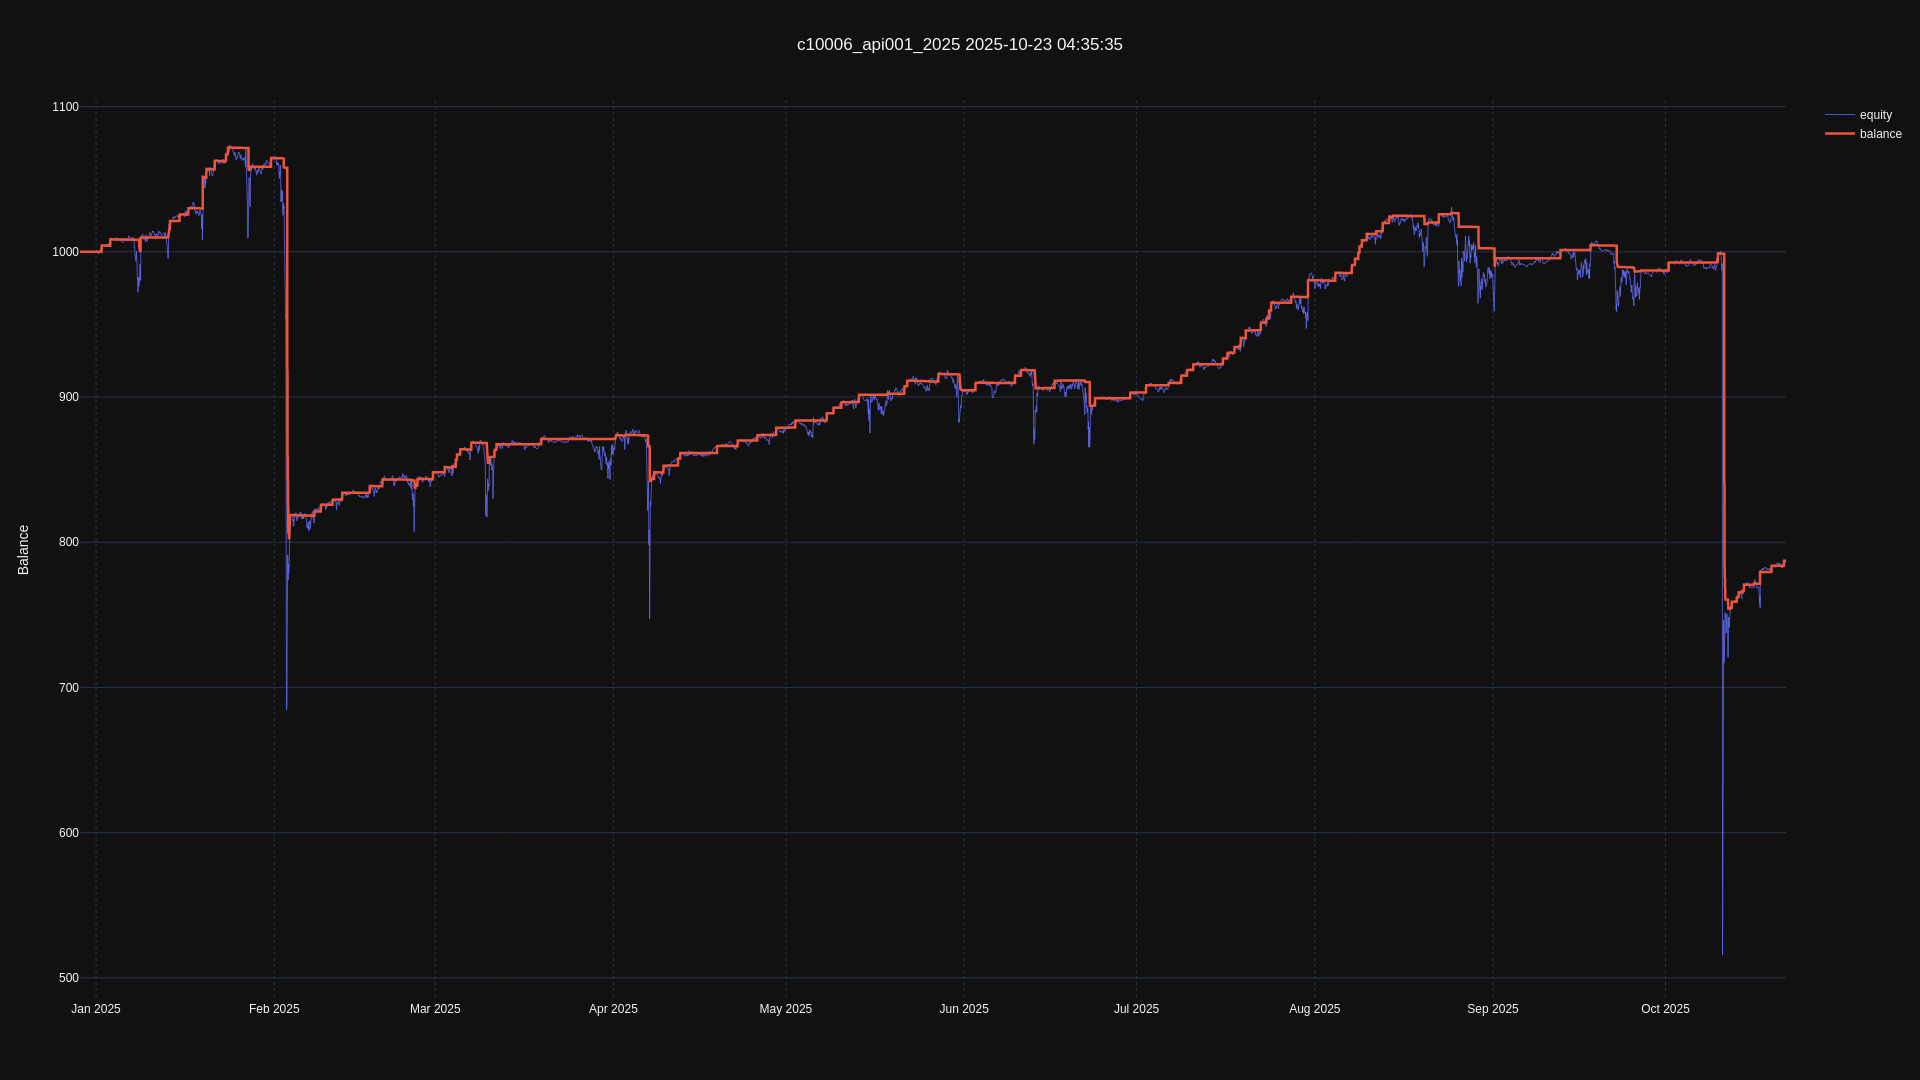 c10006_api001_2025 2025-10-23 04:35:35
equity
balance
Balance
1100
1000
900
800
700
600
500
Jan 2025
Feb 2025
Mar 2025
Apr 2025
May 2025
Jun 2025
Jul 2025
Aug 2025
Sep 2025
Oct 2025